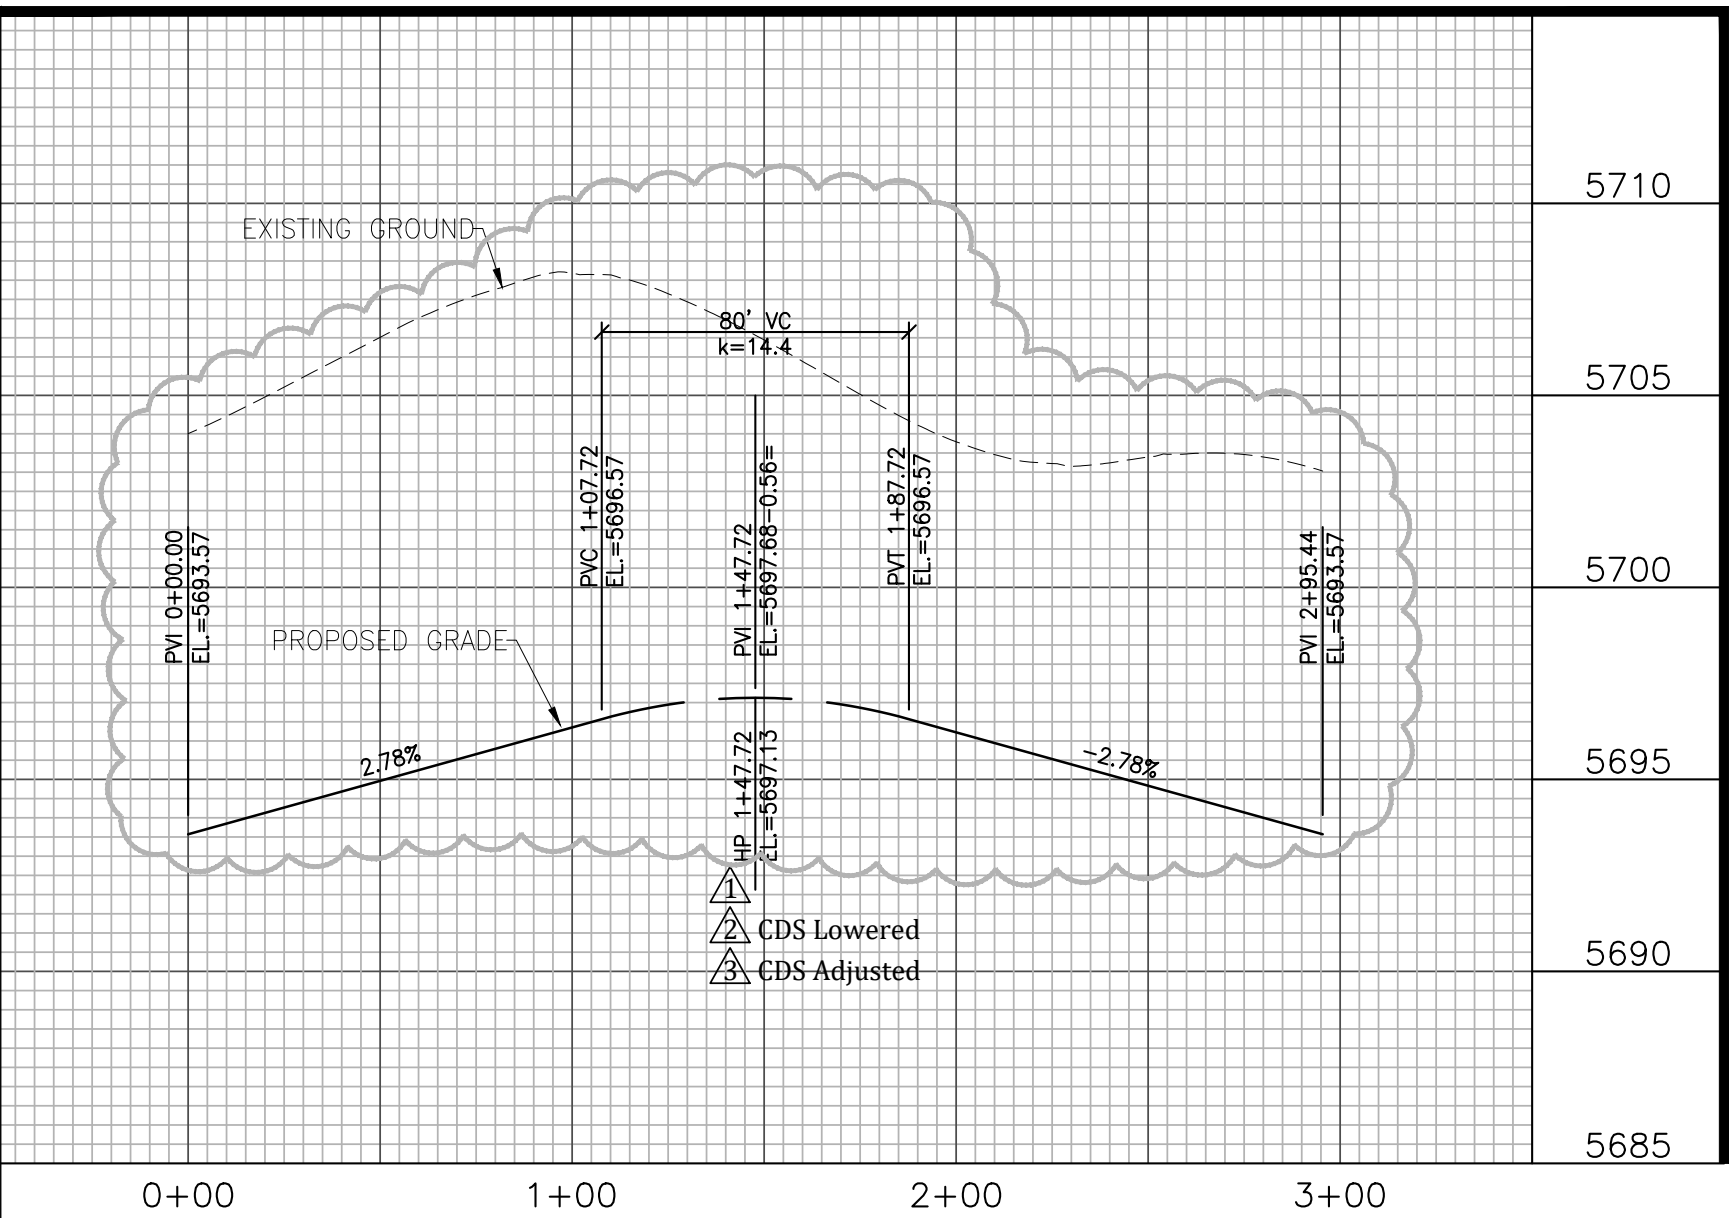 5710
EXISTING GROUND
80' VC
k=14.4
5705
PVI 0+00.00
EL.=5693.57
PVC 1+07.72
EL.=5696.57
PVI 1+47.72
EL.=5697.68-0.56=
PVT 1+87.72
EL.=5696.57
PVI 2+95.44
EL.=5693.57
5700
PROPOSED GRADE
2.78%
HP 1+47.72
EL.=5697.13
-2.78%
5695
1
2 CDS Lowered
3 CDS Adjusted
5690
5685
0+00
1+00
2+00
3+00